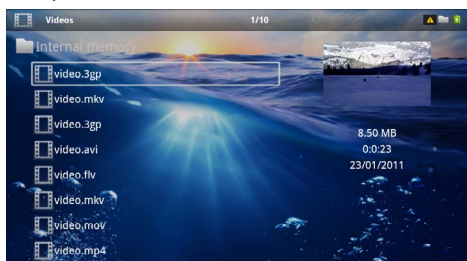 Videos 1/10
Internal memory
video.3gp
video.mkv
video.3gp
video.avi
video.flv
video.mkv
video.mov
video.mp4
8.50 MB
0:0:23
23/01/2011